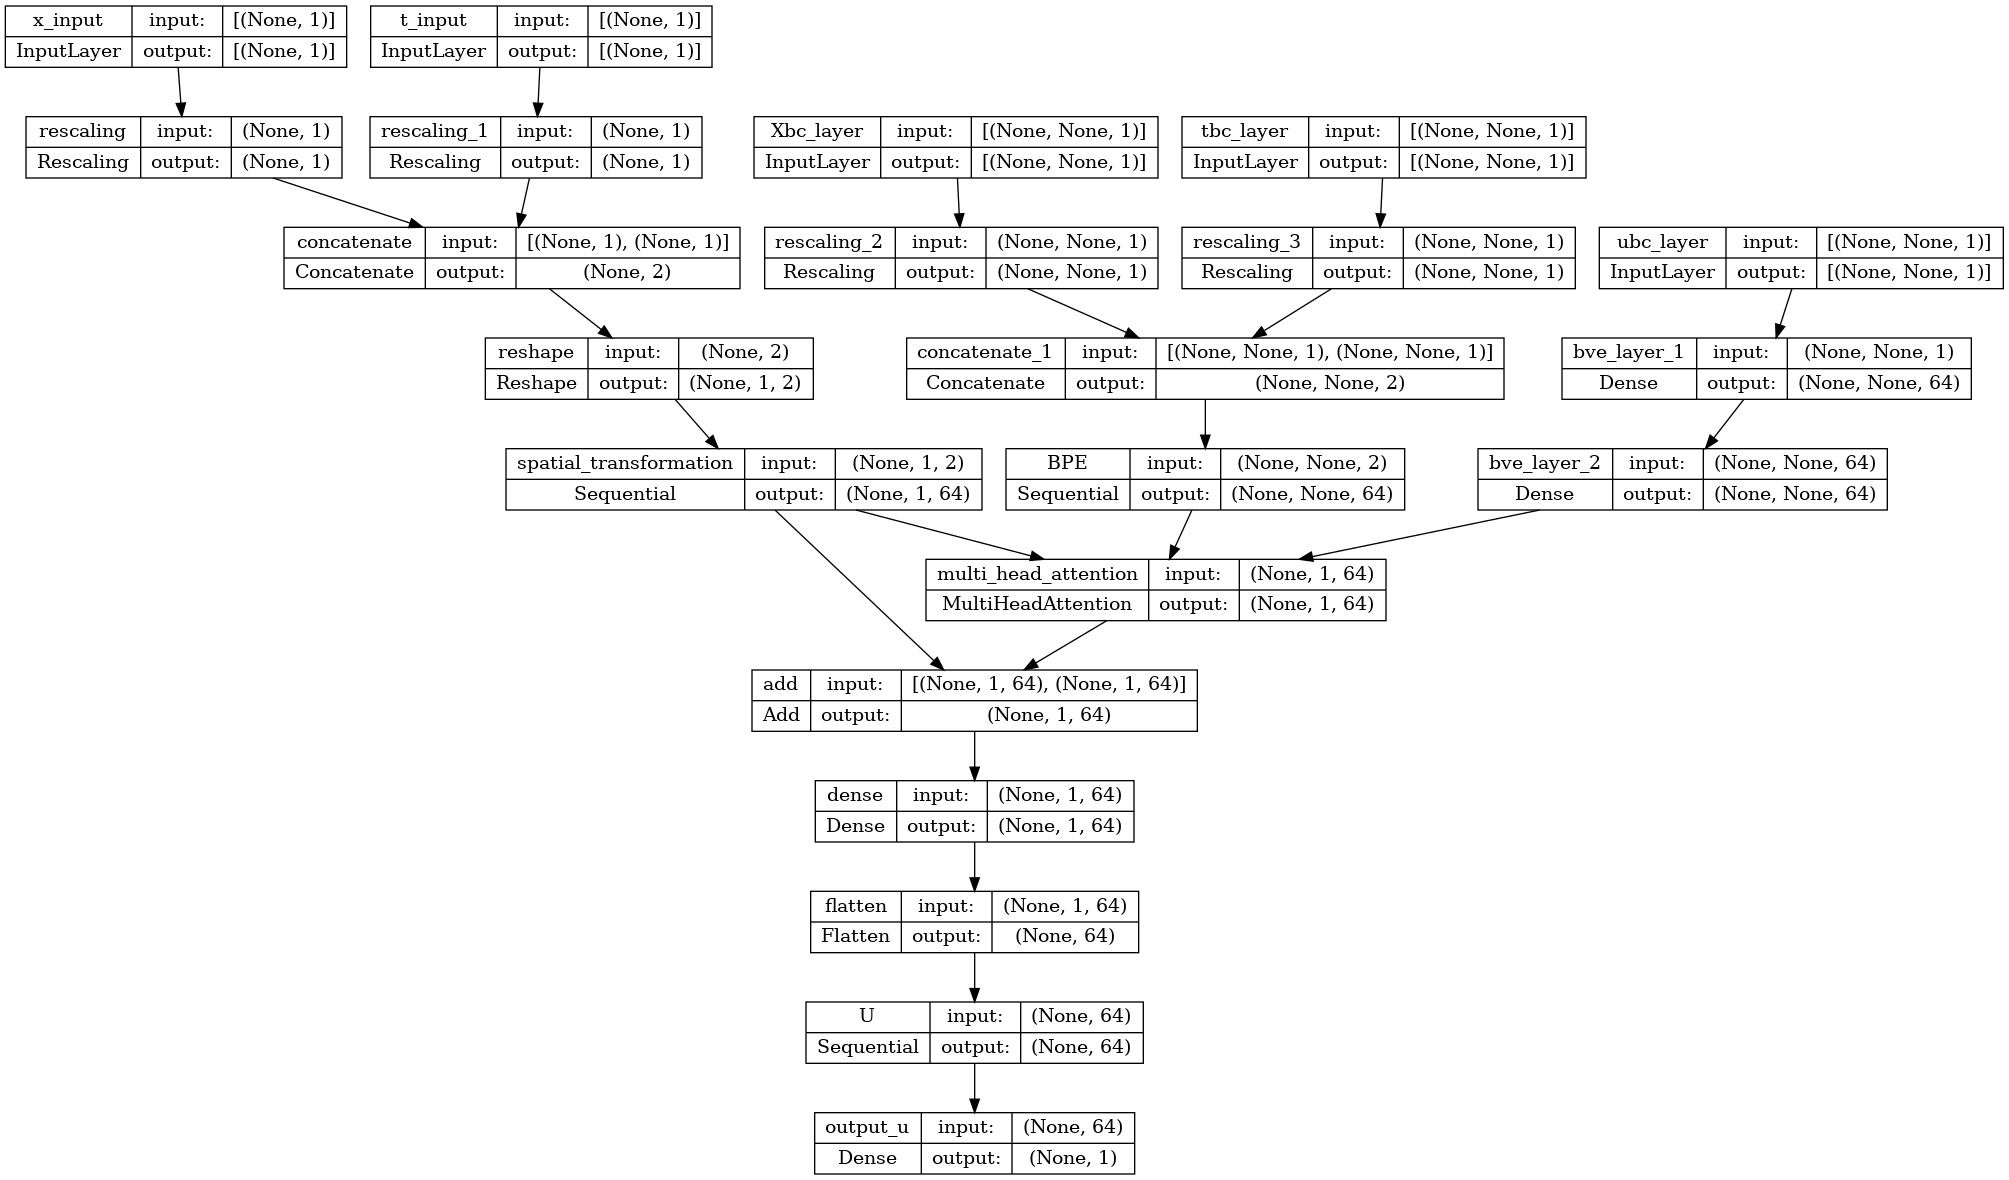 x_input input: [(None, 1)]
InputLayer output: [(None, 1)]
t_input input: [(None, 1)]
InputLayer output: [(None, 1)]
rescaling input: (None, 1)
Rescaling output: (None, 1)
rescaling_1 input: (None, 1)
Rescaling output: (None, 1)
Xbc_layer input: [(None, None, 1)]
InputLayer output: [(None, None, 1)]
tbc_layer input: [(None, None, 1)]
InputLayer output: [(None, None, 1)]
concatenate input: [(None, 1), (None, 1)]
Concatenate output: (None, 2)
rescaling_2 input: (None, None, 1)
Rescaling output: (None, None, 1)
rescaling_3 input: (None, None, 1)
Rescaling output: (None, None, 1)
ubc_layer input: [(None, None, 1)]
InputLayer output: [(None, None, 1)]
reshape input: (None, 2)
Reshape output: (None, 1, 2)
concatenate_1 input: [(None, None, 1), (None, None, 1)]
Concatenate output: (None, None, 2)
bve_layer_1 input: (None, None, 1)
Dense output: (None, None, 64)
spatial_transformation input: (None, 1, 2)
Sequential output: (None, 1, 64)
BPE input: (None, None, 2)
Sequential output: (None, None, 64)
bve_layer_2 input: (None, None, 64)
Dense output: (None, None, 64)
multi_head_attention input: (None, 1, 64)
MultiHeadAttention output: (None, 1, 64)
add input: [(None, 1, 64), (None, 1, 64)]
Add output: (None, 1, 64)
dense input: (None, 1, 64)
Dense output: (None, 1, 64)
flatten input: (None, 1, 64)
Flatten output: (None, 64)
U input: (None, 64)
Sequential output: (None, 64)
output_u input: (None, 64)
Dense output: (None, 1)